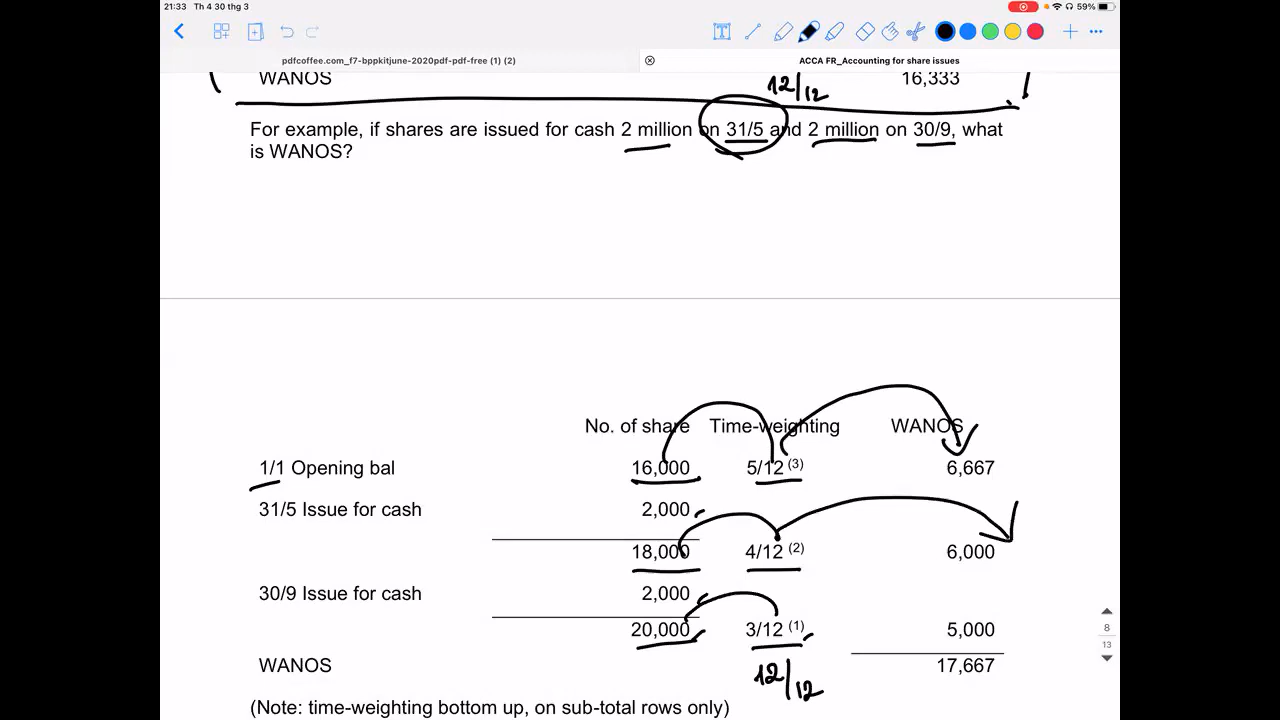 21:33 Th 4 30 thg 3
59%
pdfcoffee.com_f7-bppkitjune-2020pdf-pdf-free (1) (2)
ACCA FR_Accounting for share issues
WANOS 12/12 16,333
For example, if shares are issued for cash 2 million on 31/5 and 2 million on 30/9, what
is WANOS?
No. of share Time-weighting WANOS
1/1 Opening bal 16,000 5/12 (3) 6,667
31/5 Issue for cash 2,000
18,000 4/12 (2) 6,000
30/9 Issue for cash 2,000
20,000 3/12 (1) 5,000
WANOS 12/12 17,667
(Note: time-weighting bottom up, on sub-total rows only)
8
13